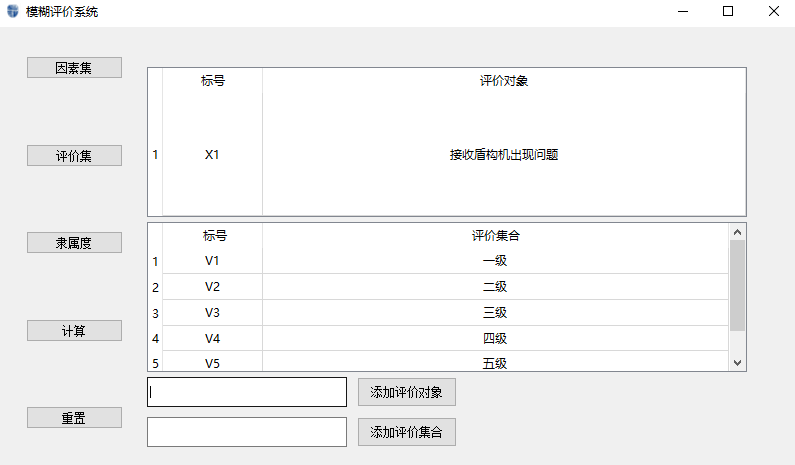 模糊评价系统
因素集
评价集
隶属度
计算
重置
标号 评价对象
1 X1 接收盾构机出现问题
标号 评价集合
1 V1 一级
2 V2 二级
3 V3 三级
4 V4 四级
5 V5 五级
添加评价对象
添加评价集合